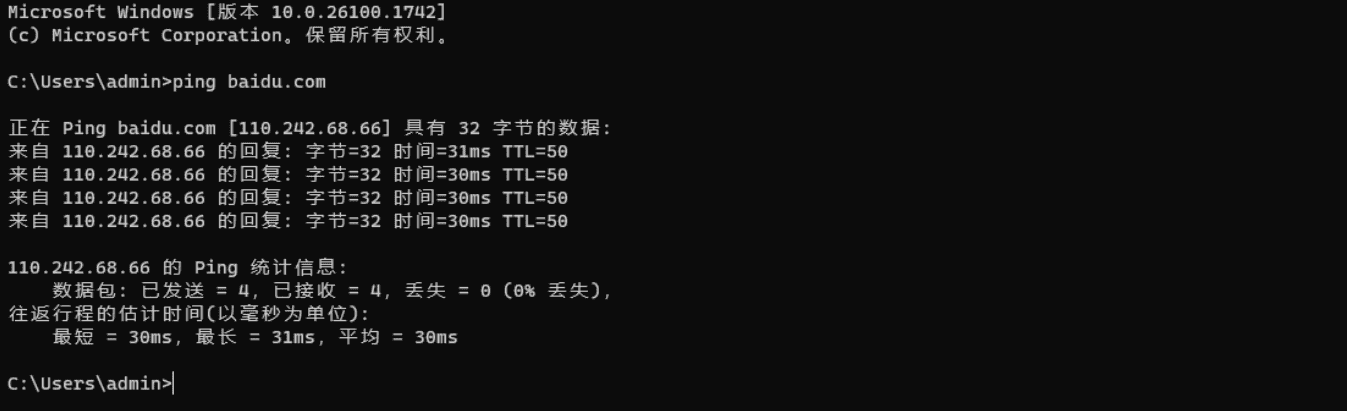 Microsoft Windows [版本 10.0.26100.1742]
(c) Microsoft Corporation。保留所有权利。
C:\Users\admin>ping baidu.com
正在 Ping baidu.com [110.242.68.66] 具有 32 字节的数据:
来自 110.242.68.66 的回复: 字节=32 时间=31ms TTL=50
来自 110.242.68.66 的回复: 字节=32 时间=30ms TTL=50
来自 110.242.68.66 的回复: 字节=32 时间=30ms TTL=50
来自 110.242.68.66 的回复: 字节=32 时间=30ms TTL=50
110.242.68.66 的 Ping 统计信息:
    数据包: 已发送 = 4，已接收 = 4，丢失 = 0 (0% 丢失)，
往返行程的估计时间(以毫秒为单位):
    最短 = 30ms，最长 = 31ms，平均 = 30ms
C:\Users\admin>